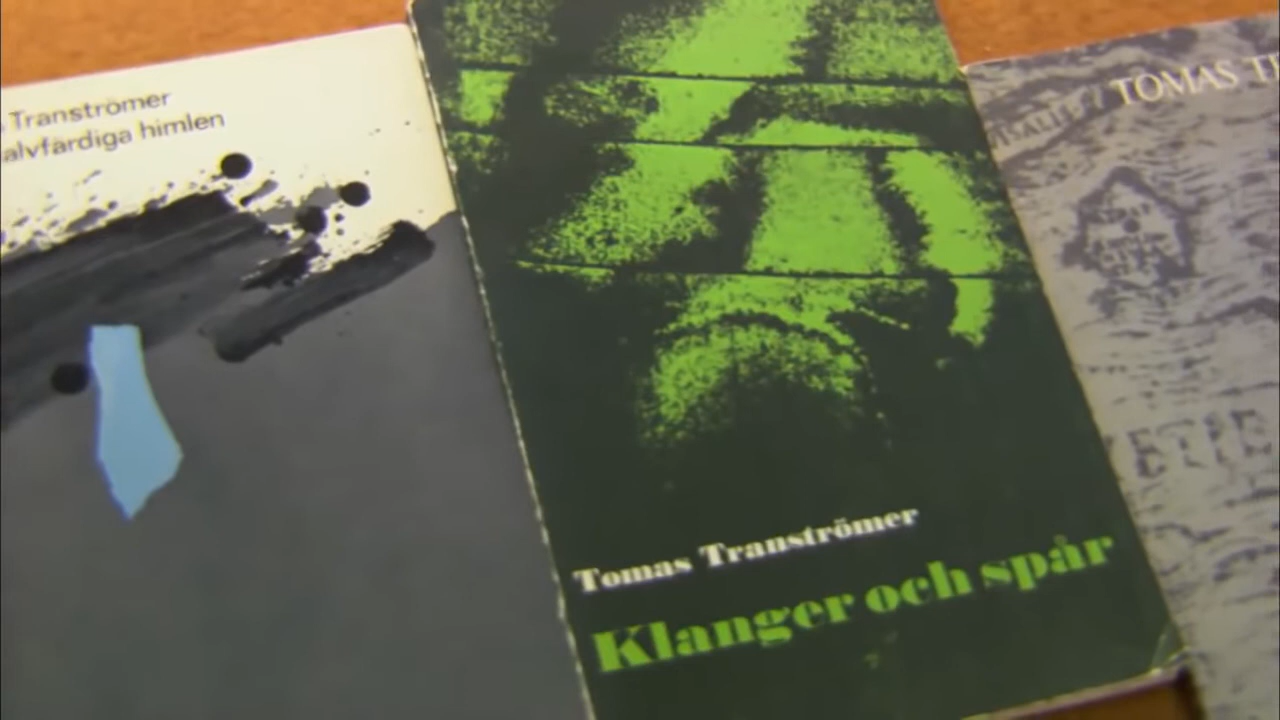 Tranströmer
alvfärdiga himlen
Tomas Tranströmer
Klanger och spår
TOMAS T